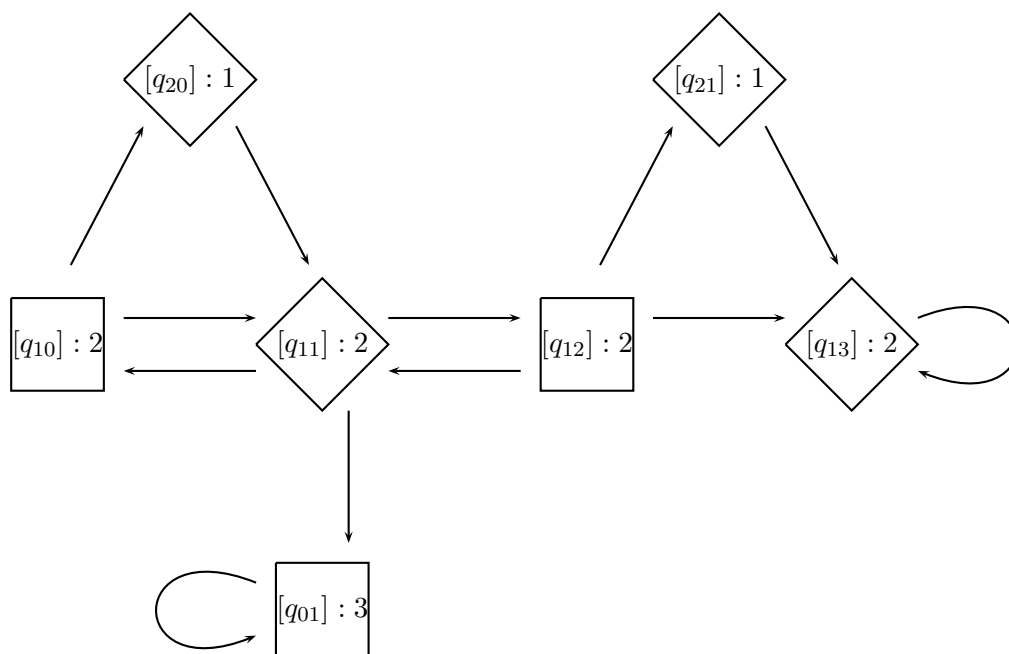 [q₂₀] : 1 [q₂₁] : 1
[q₁₀] : 2 [q₁₁] : 2 [q₁₂] : 2 [q₁₃] : 2
[q₀₁] : 3